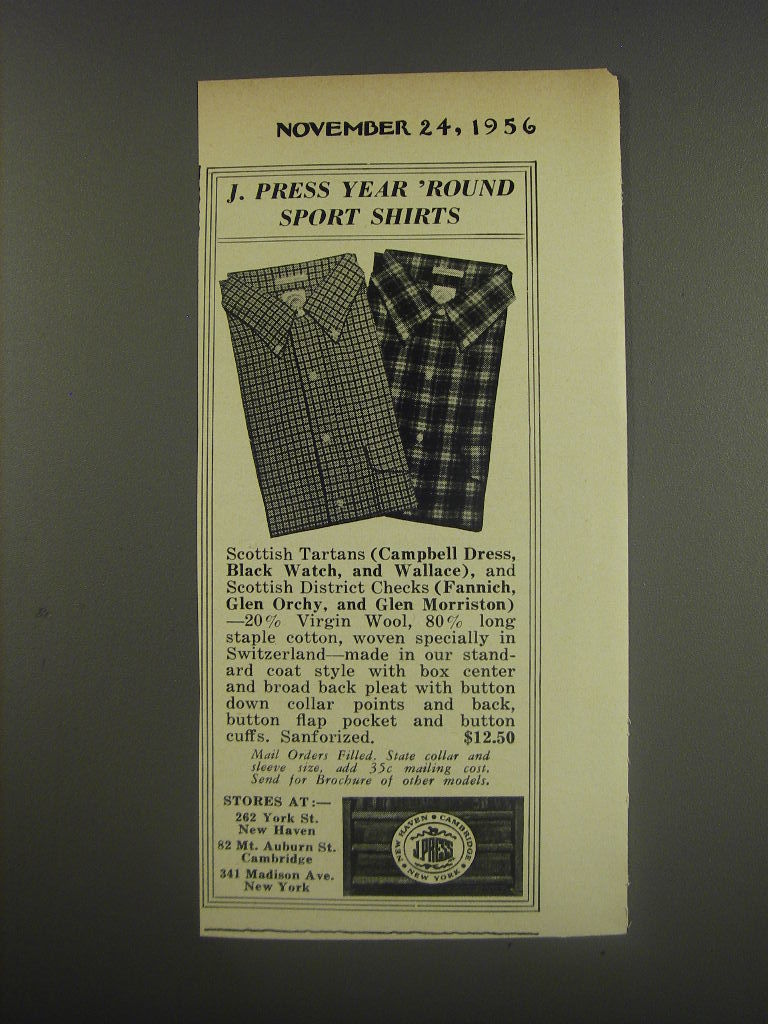 NOVEMBER 24, 1956
J. PRESS YEAR 'ROUND
SPORT SHIRTS
Scottish Tartans (Campbell Dress,
Black Watch, and Wallace), and
Scottish District Checks (Fannich,
Glen Orchy, and Glen Morriston)
—20% Virgin Wool, 80% long
staple cotton, woven specially in
Switzerland—made in our stand-
ard coat style with box center
and broad back pleat with button
down collar points and back,
button flap pocket and button
cuffs. Sanforized. $12.50
Mail Orders Filled. State collar and
sleeve size, add 35c mailing cost.
Send for Brochure of other models.
STORES AT:—
262 York St.
New Haven
82 Mt. Auburn St.
Cambridge
341 Madison Ave.
New York
NEW HAVEN • CAMBRIDGE
J. PRESS
• NEW YORK •